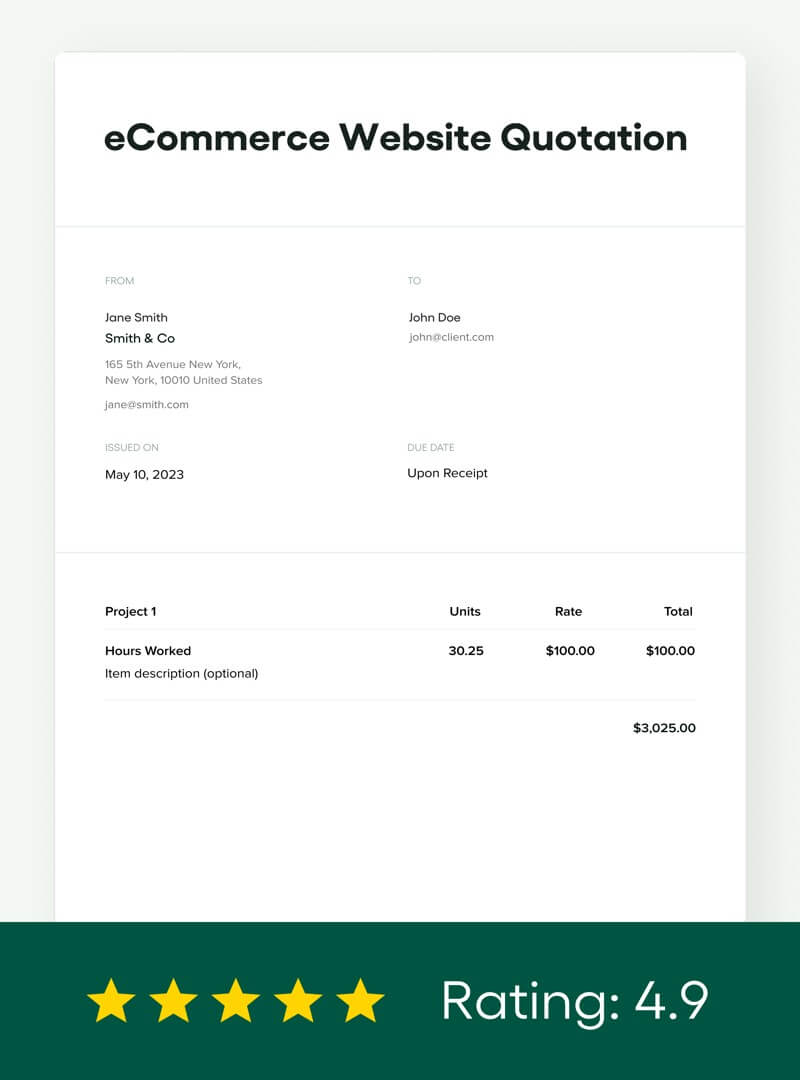 eCommerce Website Quotation
FROM
Jane Smith
Smith & Co
165 5th Avenue New York,
New York, 10010 United States
jane@smith.com
TO
John Doe
john@client.com
ISSUED ON
May 10, 2023
DUE DATE
Upon Receipt
Project 1 Units Rate Total
Hours Worked 30.25 $100.00 $100.00
Item description (optional)
$3,025.00
Rating: 4.9